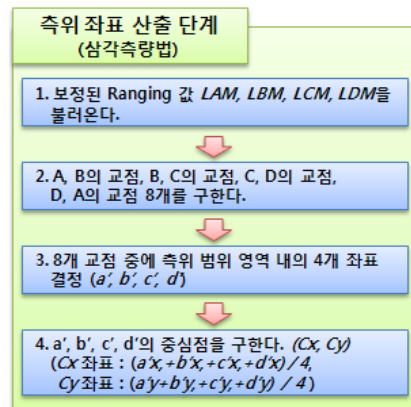 측위 좌표 산출 단계
(삼각측량법)
1. 보정된 Ranging 값 LAM, LBM, LCM, LDM을
불러온다.
2. A, B의 교점, B, C의 교점, C, D의 교점,
D, A의 교점 8개를 구한다.
3. 8개 교점 중에 측위 범위 영역 내의 4개 좌표
결정 (a′, b′, c′, d′)
4. a′, b′, c′, d′의 중심점을 구한다. (Cx, Cy)
(Cx 좌표 : (a′x,+b′x,+c′x,+d′x) / 4,
Cy 좌표 : (a′y+b′y,+c′y,+d′y) / 4 )